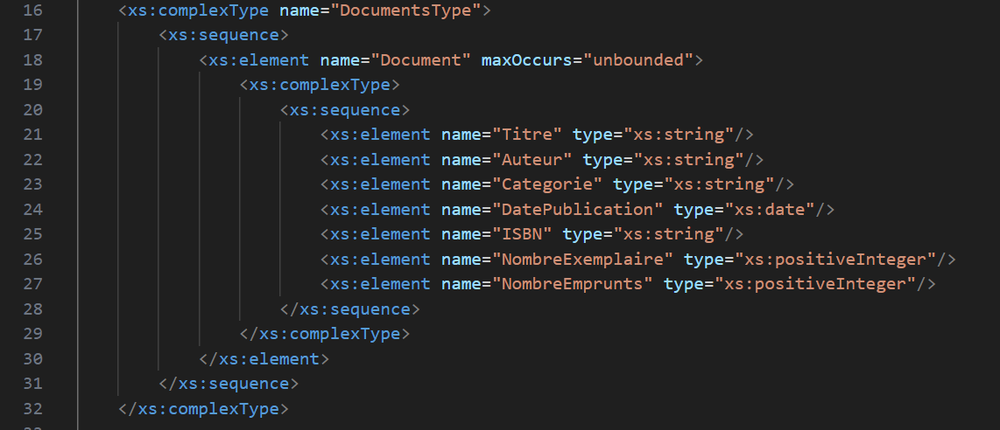 16 <xs:complexType name="DocumentsType">
17 <xs:sequence>
18 <xs:element name="Document" maxOccurs="unbounded">
19 <xs:complexType>
20 <xs:sequence>
21 <xs:element name="Titre" type="xs:string"/>
22 <xs:element name="Auteur" type="xs:string"/>
23 <xs:element name="Categorie" type="xs:string"/>
24 <xs:element name="DatePublication" type="xs:date"/>
25 <xs:element name="ISBN" type="xs:string"/>
26 <xs:element name="NombreExemplaire" type="xs:positiveInteger"/>
27 <xs:element name="NombreEmprunts" type="xs:positiveInteger"/>
28 </xs:sequence>
29 </xs:complexType>
30 </xs:element>
31 </xs:sequence>
32 </xs:complexType>